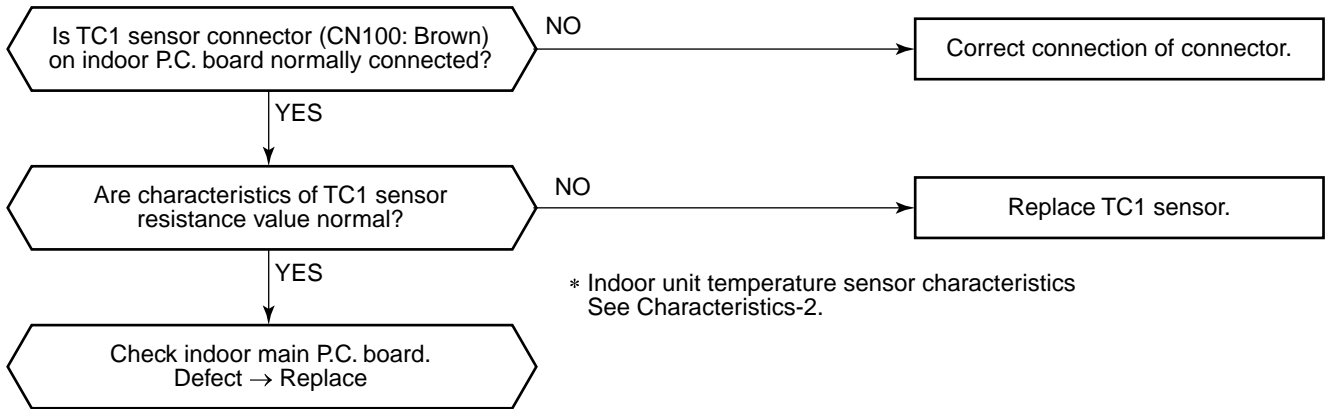 Is TC1 sensor connector (CN100: Brown)
on indoor P.C. board normally connected?
NO
Correct connection of connector.
YES
Are characteristics of TC1 sensor
resistance value normal?
NO
Replace TC1 sensor.
YES
* Indoor unit temperature sensor characteristics
See Characteristics-2.
Check indoor main P.C. board.
Defect → Replace